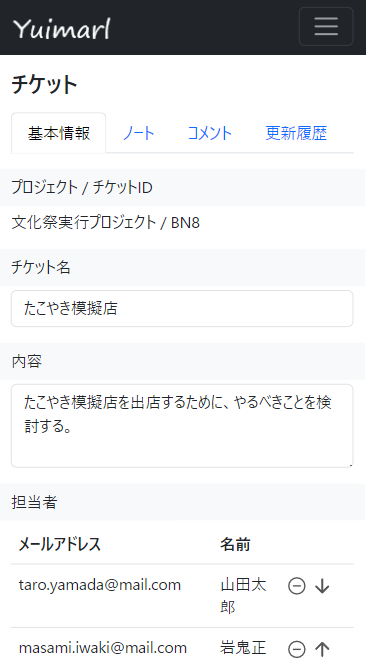 Yuimarl
チケット
基本情報 ノート コメント 更新履歴
プロジェクト / チケットID
文化祭実行プロジェクト / BN8
チケット名
たこやき模擬店
内容
たこやき模擬店を出店するために、やるべきことを検
討する。
担当者
メールアドレス 名前
taro.yamada@mail.com 山田太
郎
masami.iwaki@mail.com 岩鬼正